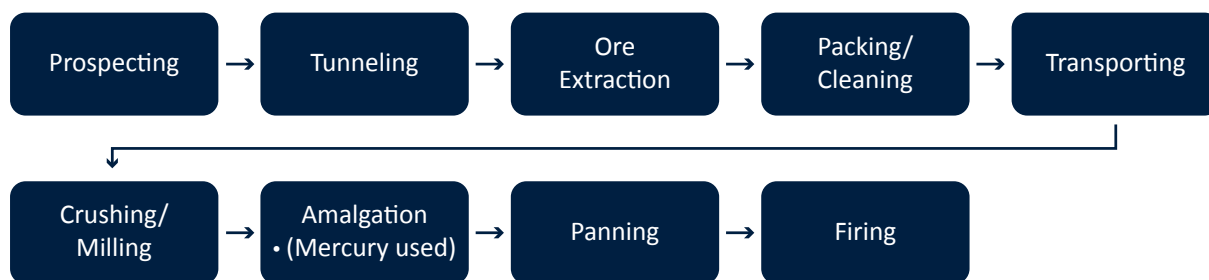 Prospecting
Tunneling
Ore
Extraction
Packing/
Cleaning
Transporting
Crushing/
Milling
Amalgation
• (Mercury used)
Panning
Firing